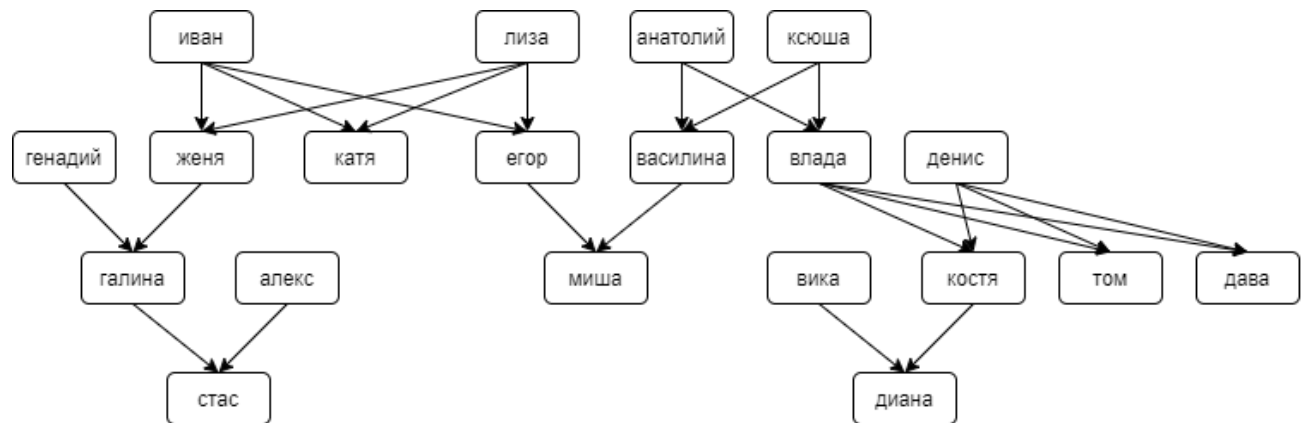 иван
лиза
анатолий
ксюша
генадий
женя
катя
егор
василина
влада
денис
галина
алекс
миша
вика
костя
том
дава
стас
диана